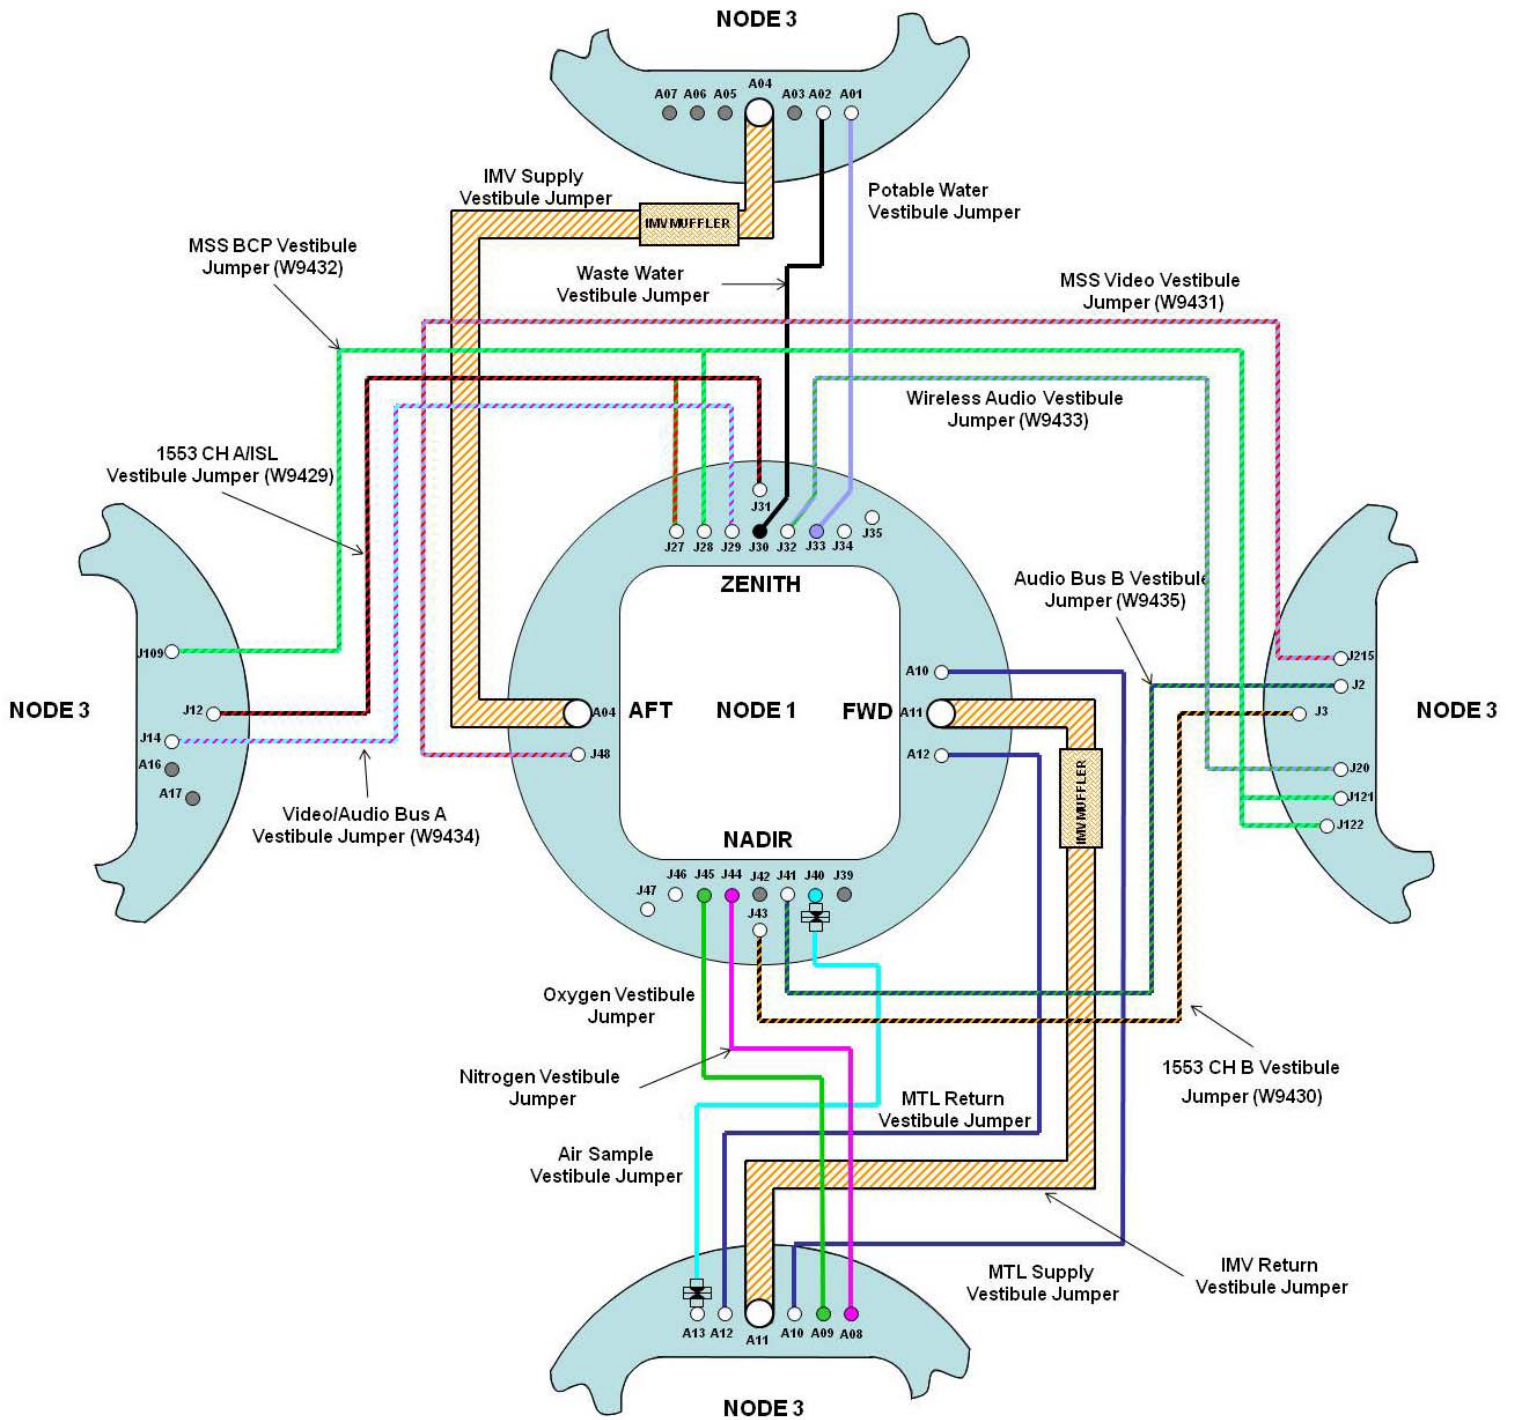 NODE 3
A07 A06 A05 A04 A03 A02 A01
IMV Supply
Vestibule Jumper
IMV MUFFLER
Potable Water
Vestibule Jumper
MSS BCP Vestibule
Jumper (W9432)
Waste Water
Vestibule Jumper
MSS Video Vestibule
Jumper (W9431)
Wireless Audio Vestibule
Jumper (W9433)
1553 CH A/ISL
Vestibule Jumper (W9429)
J31
J27 J28 J29 J30 J32 J33 J34 J35
ZENITH
Audio Bus B Vestibule
Jumper (W9435)
J109
J12
J14
A16
A17
NODE 3
A04
AFT
NODE 1
FWD
A10
A11
A12
J48
J215
J2
J3
J20
J121
J122
NODE 3
IMV MUFFLER
Video/Audio Bus A
Vestibule Jumper (W9434)
NADIR
J47 J46 J45 J44 J42 J41 J40 J39
J43
Oxygen Vestibule
Jumper
Nitrogen Vestibule
Jumper
1553 CH B Vestibule
Jumper (W9430)
MTL Return
Vestibule Jumper
Air Sample
Vestibule Jumper
MTL Supply
Vestibule Jumper
IMV Return
Vestibule Jumper
A13 A12 A11 A10 A09 A08
NODE 3